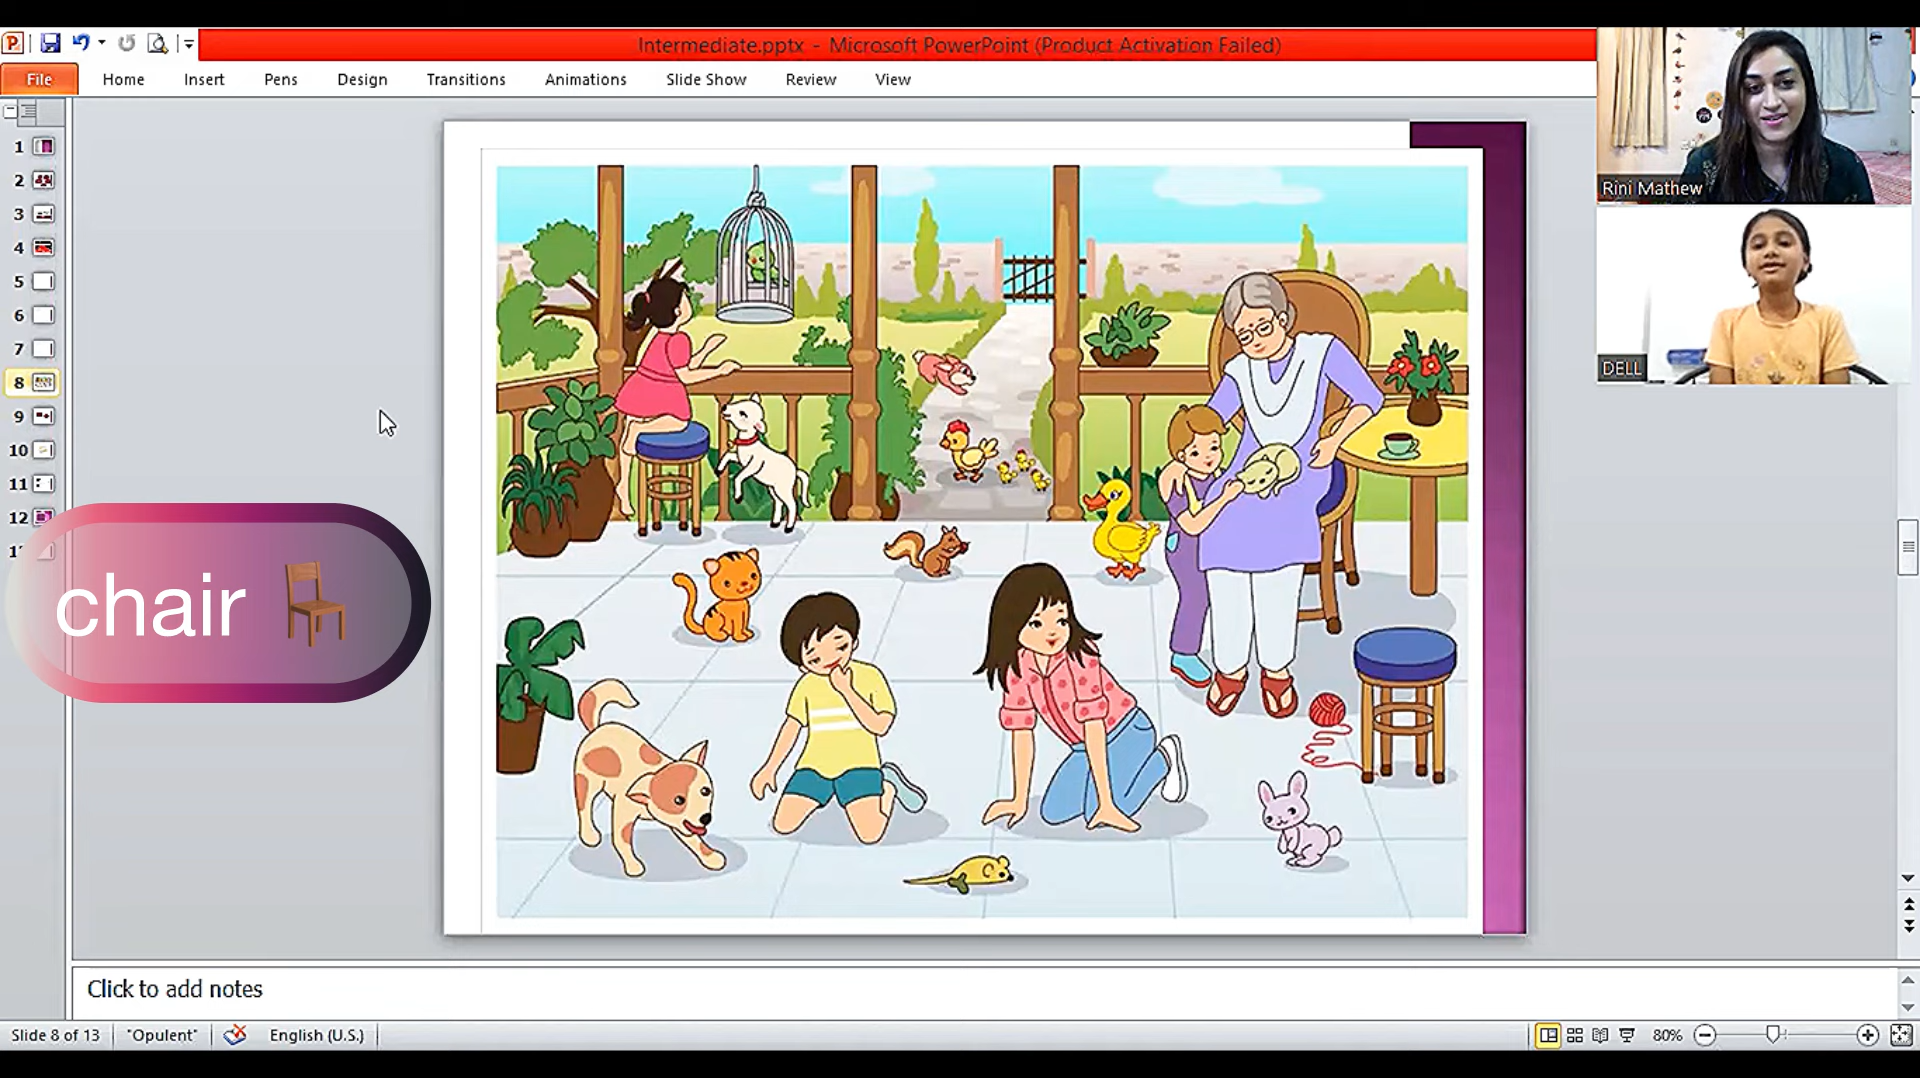 Intermediate.pptx - Microsoft PowerPoint (Product Activation Failed)
File Home Insert Pens Design Transitions Animations Slide Show Review View
Rini Mathew
DELL
1
2
3
4
5
6
7
8
9
10
11
12
chair
Click to add notes
Slide 8 of 13 "Opulent" English (U.S.) 80%